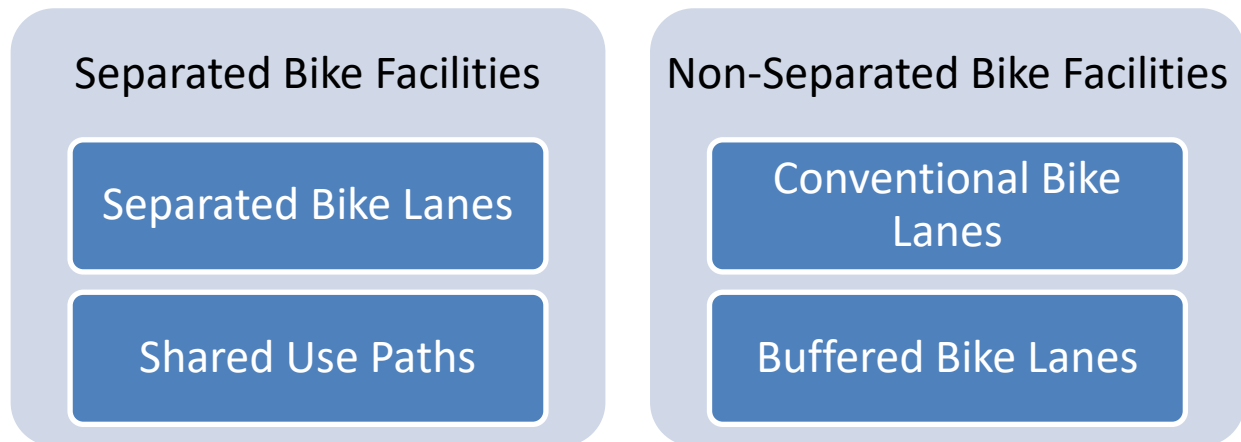 Separated Bike Facilities
Separated Bike Lanes
Shared Use Paths
Non-Separated Bike Facilities
Conventional Bike
Lanes
Buffered Bike Lanes